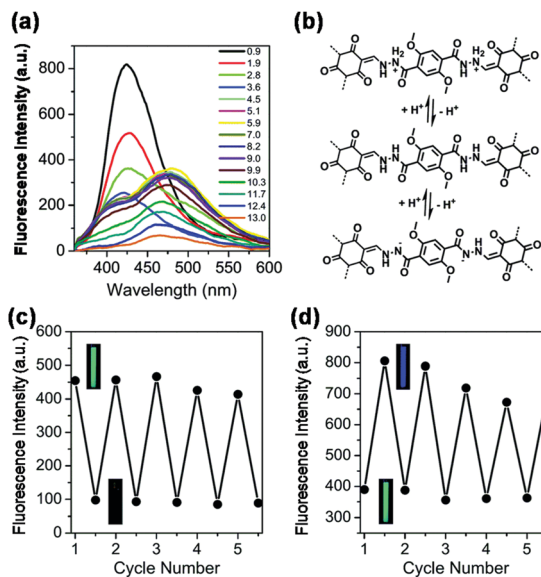 (a)
Fluorescence Intensity (a.u.)
800
600
400
200
0
400 450 500 550 600
Wavelength (nm)
0.9
1.9
2.8
3.6
4.5
5.1
5.9
7.0
8.2
9.0
9.9
10.3
11.7
12.4
13.0
(b)
+ H⁺ - H⁺
+ H⁺ - H⁺
(c)
Fluorescence Intensity (a.u.)
600
500
400
300
200
100
0
1 2 3 4 5
Cycle Number
(d)
Fluorescence Intensity (a.u.)
900
800
700
600
500
400
300
1 2 3 4 5
Cycle Number